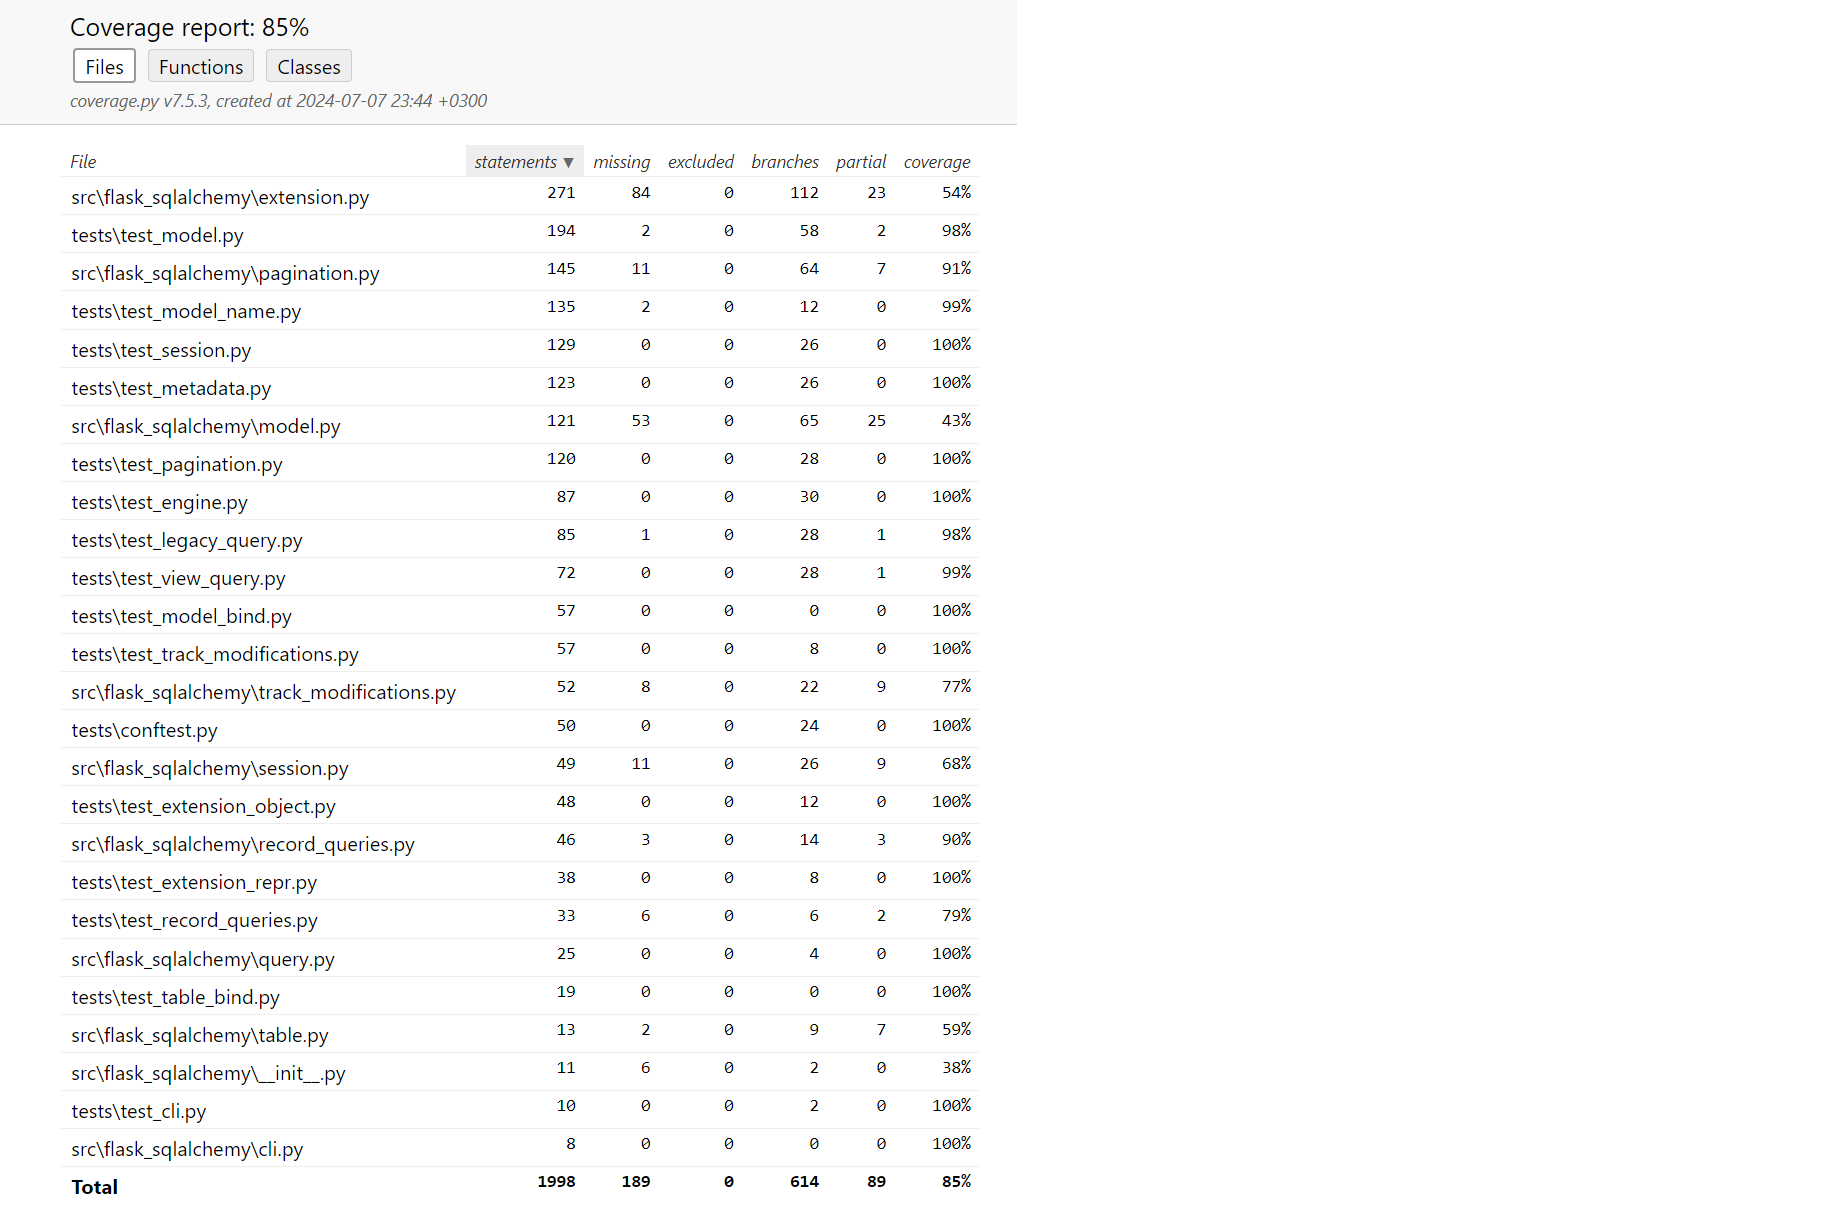 Coverage report: 85%
Files Functions Classes
coverage.py v7.5.3, created at 2024-07-07 23:44 +0300
File statements ▼ missing excluded branches partial coverage
src\flask_sqlalchemy\extension.py 271 84 0 112 23 54%
tests\test_model.py 194 2 0 58 2 98%
src\flask_sqlalchemy\pagination.py 145 11 0 64 7 91%
tests\test_model_name.py 135 2 0 12 0 99%
tests\test_session.py 129 0 0 26 0 100%
tests\test_metadata.py 123 0 0 26 0 100%
src\flask_sqlalchemy\model.py 121 53 0 65 25 43%
tests\test_pagination.py 120 0 0 28 0 100%
tests\test_engine.py 87 0 0 30 0 100%
tests\test_legacy_query.py 85 1 0 28 1 98%
tests\test_view_query.py 72 0 0 28 1 99%
tests\test_model_bind.py 57 0 0 0 0 100%
tests\test_track_modifications.py 57 0 0 8 0 100%
src\flask_sqlalchemy\track_modifications.py 52 8 0 22 9 77%
tests\conftest.py 50 0 0 24 0 100%
src\flask_sqlalchemy\session.py 49 11 0 26 9 68%
tests\test_extension_object.py 48 0 0 12 0 100%
src\flask_sqlalchemy\record_queries.py 46 3 0 14 3 90%
tests\test_extension_repr.py 38 0 0 8 0 100%
tests\test_record_queries.py 33 6 0 6 2 79%
src\flask_sqlalchemy\query.py 25 0 0 4 0 100%
tests\test_table_bind.py 19 0 0 0 0 100%
src\flask_sqlalchemy\table.py 13 2 0 9 7 59%
src\flask_sqlalchemy\__init__.py 11 6 0 2 0 38%
tests\test_cli.py 10 0 0 2 0 100%
src\flask_sqlalchemy\cli.py 8 0 0 0 0 100%
Total 1998 189 0 614 89 85%